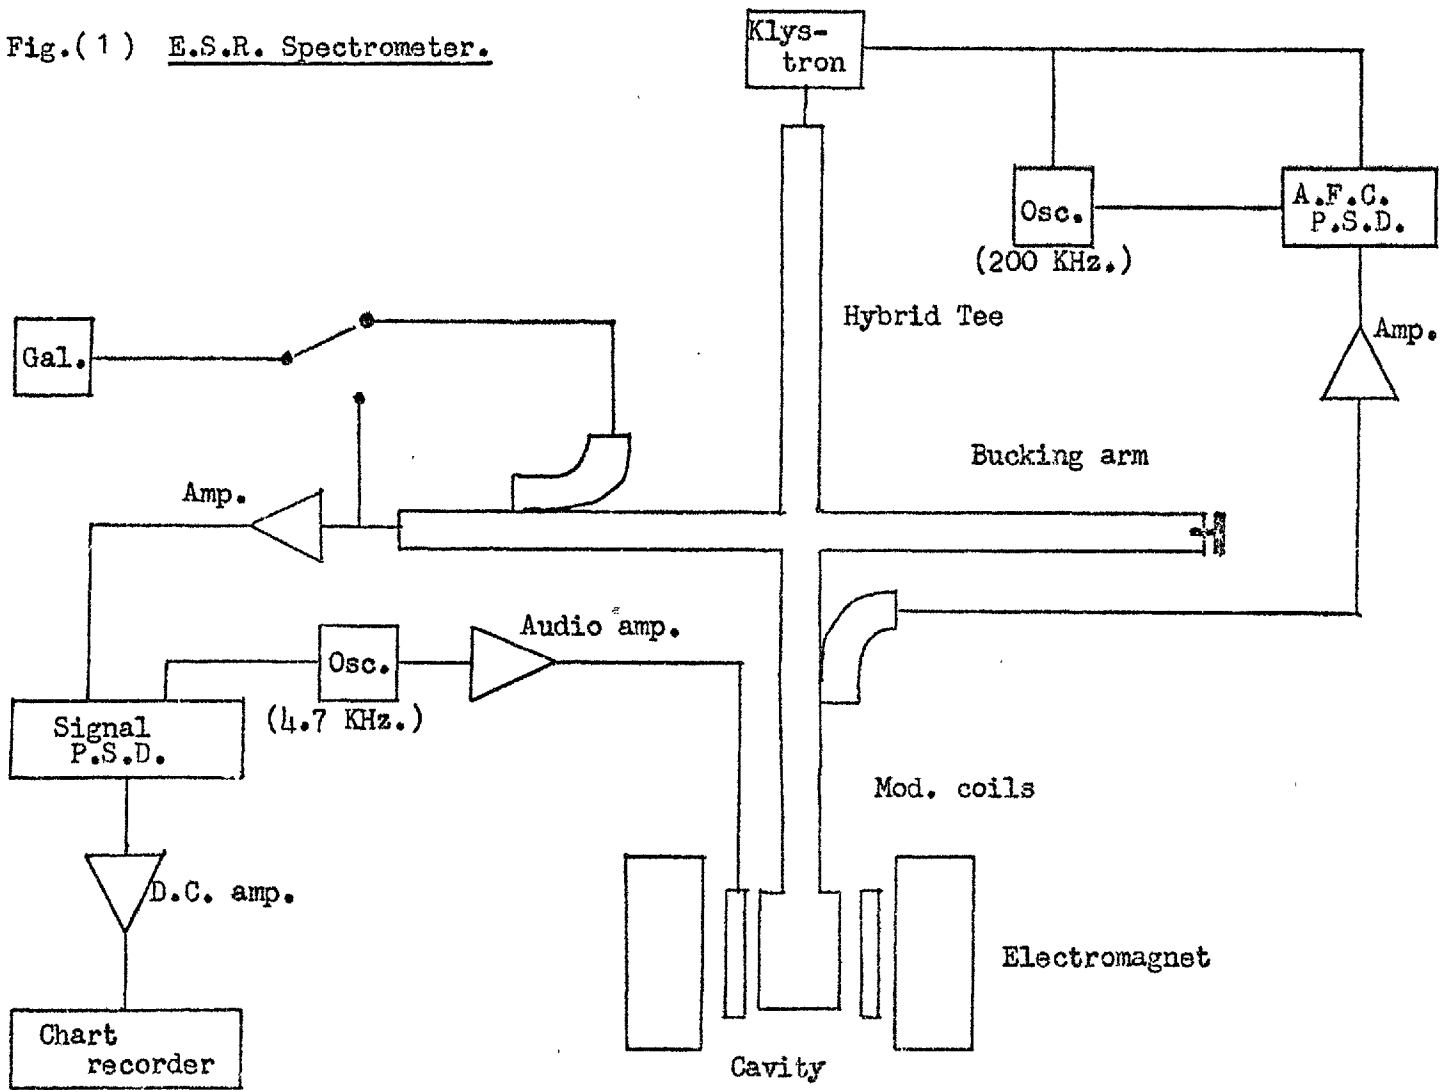 Fig.(1) E.S.R. Spectrometer.
Klys-
tron
Osc.
(200 KHz.)
A.F.C.
P.S.D.
Hybrid Tee
Amp.
Gal.
Bucking arm
Amp.
Audio amp.
Osc.
(4.7 KHz.)
Signal
P.S.D.
Mod. coils
D.C. amp.
Electromagnet
Chart
recorder
Cavity